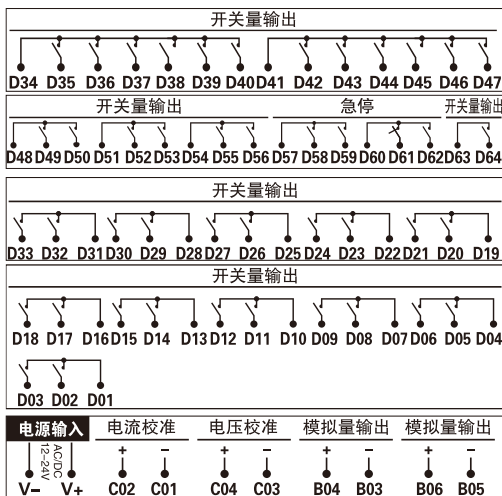 开关量输出
D34 D35 D36 D37 D38 D39 D40 D41 D42 D43 D44 D45 D46 D47
开关量输出 急停 开关量输出
D48 D49 D50 D51 D52 D53 D54 D55 D56 D57 D58 D59 D60 D61 D62 D63 D64
开关量输出
D33 D32 D31 D30 D29 D28 D27 D26 D25 D24 D23 D22 D21 D20 D19
开关量输出
D18 D17 D16 D15 D14 D13 D12 D11 D10 D09 D08 D07 D06 D05 D04
D03 D02 D01
电源输入 电流校准 电压校准 模拟量输出 模拟量输出
AC/DC
12-24V
+ − + − + − + −
V− V+ C02 C01 C04 C03 B04 B03 B06 B05